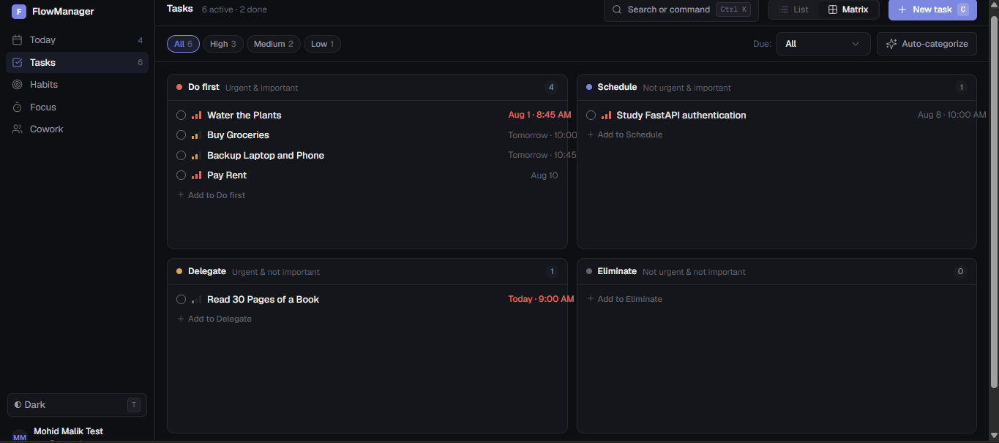 F FlowManager
Today 4
Tasks 6
Habits
Focus
Cowork
Dark T
MM Mohid Malik Test
Tasks 6 active · 2 done
Search or command Ctrl K
List Matrix
+ New task C
All 6 High 3 Medium 2 Low 1
Due: All
Auto-categorize
Do first Urgent & important 4
Water the Plants Aug 1 · 8:45 AM
Buy Groceries Tomorrow · 10:00
Backup Laptop and Phone Tomorrow · 10:45
Pay Rent Aug 10
+ Add to Do first
Schedule Not urgent & important 1
Study FastAPI authentication Aug 8 · 10:00 AM
+ Add to Schedule
Delegate Urgent & not important 1
Read 30 Pages of a Book Today · 9:00 AM
+ Add to Delegate
Eliminate Not urgent & not important 0
+ Add to Eliminate